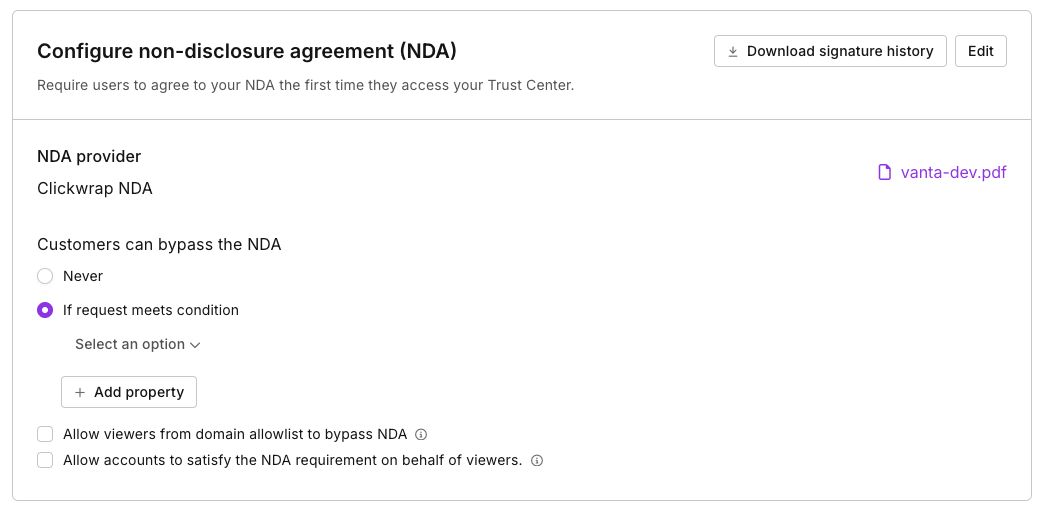 Configure non-disclosure agreement (NDA)
Download signature history
Edit
Require users to agree to your NDA the first time they access your Trust Center.
NDA provider
Clickwrap NDA
vanta-dev.pdf
Customers can bypass the NDA
Never
If request meets condition
Select an option
Add property
Allow viewers from domain allowlist to bypass NDA
Allow accounts to satisfy the NDA requirement on behalf of viewers.